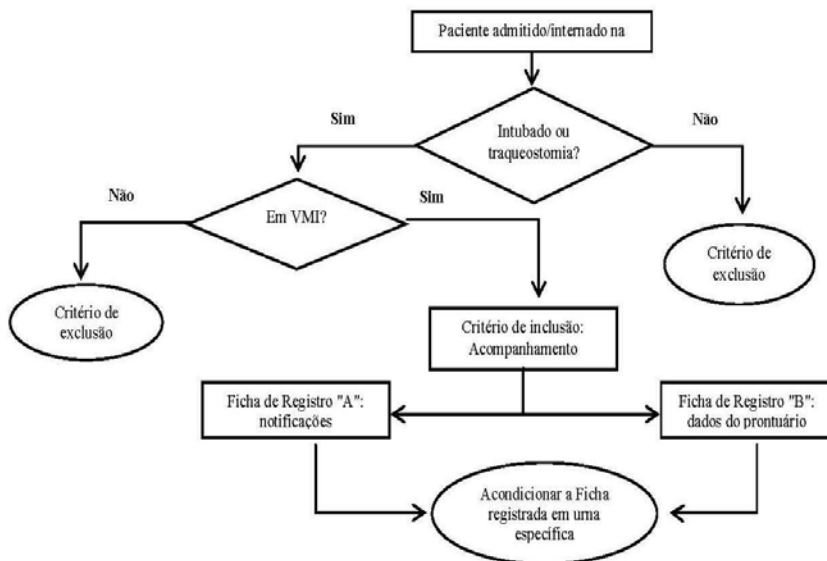 Paciente admitido/internado na
Sim
Intubado ou
traqueostomia?
Não
Não
Em VMI?
Sim
Critério de
exclusão
Critério de
exclusão
Critério de inclusão:
Acompanhamento
Ficha de Registro "A":
notificações
Ficha de Registro "B":
dados do prontuário
Acondicionar a Ficha
registrada em urna
específica